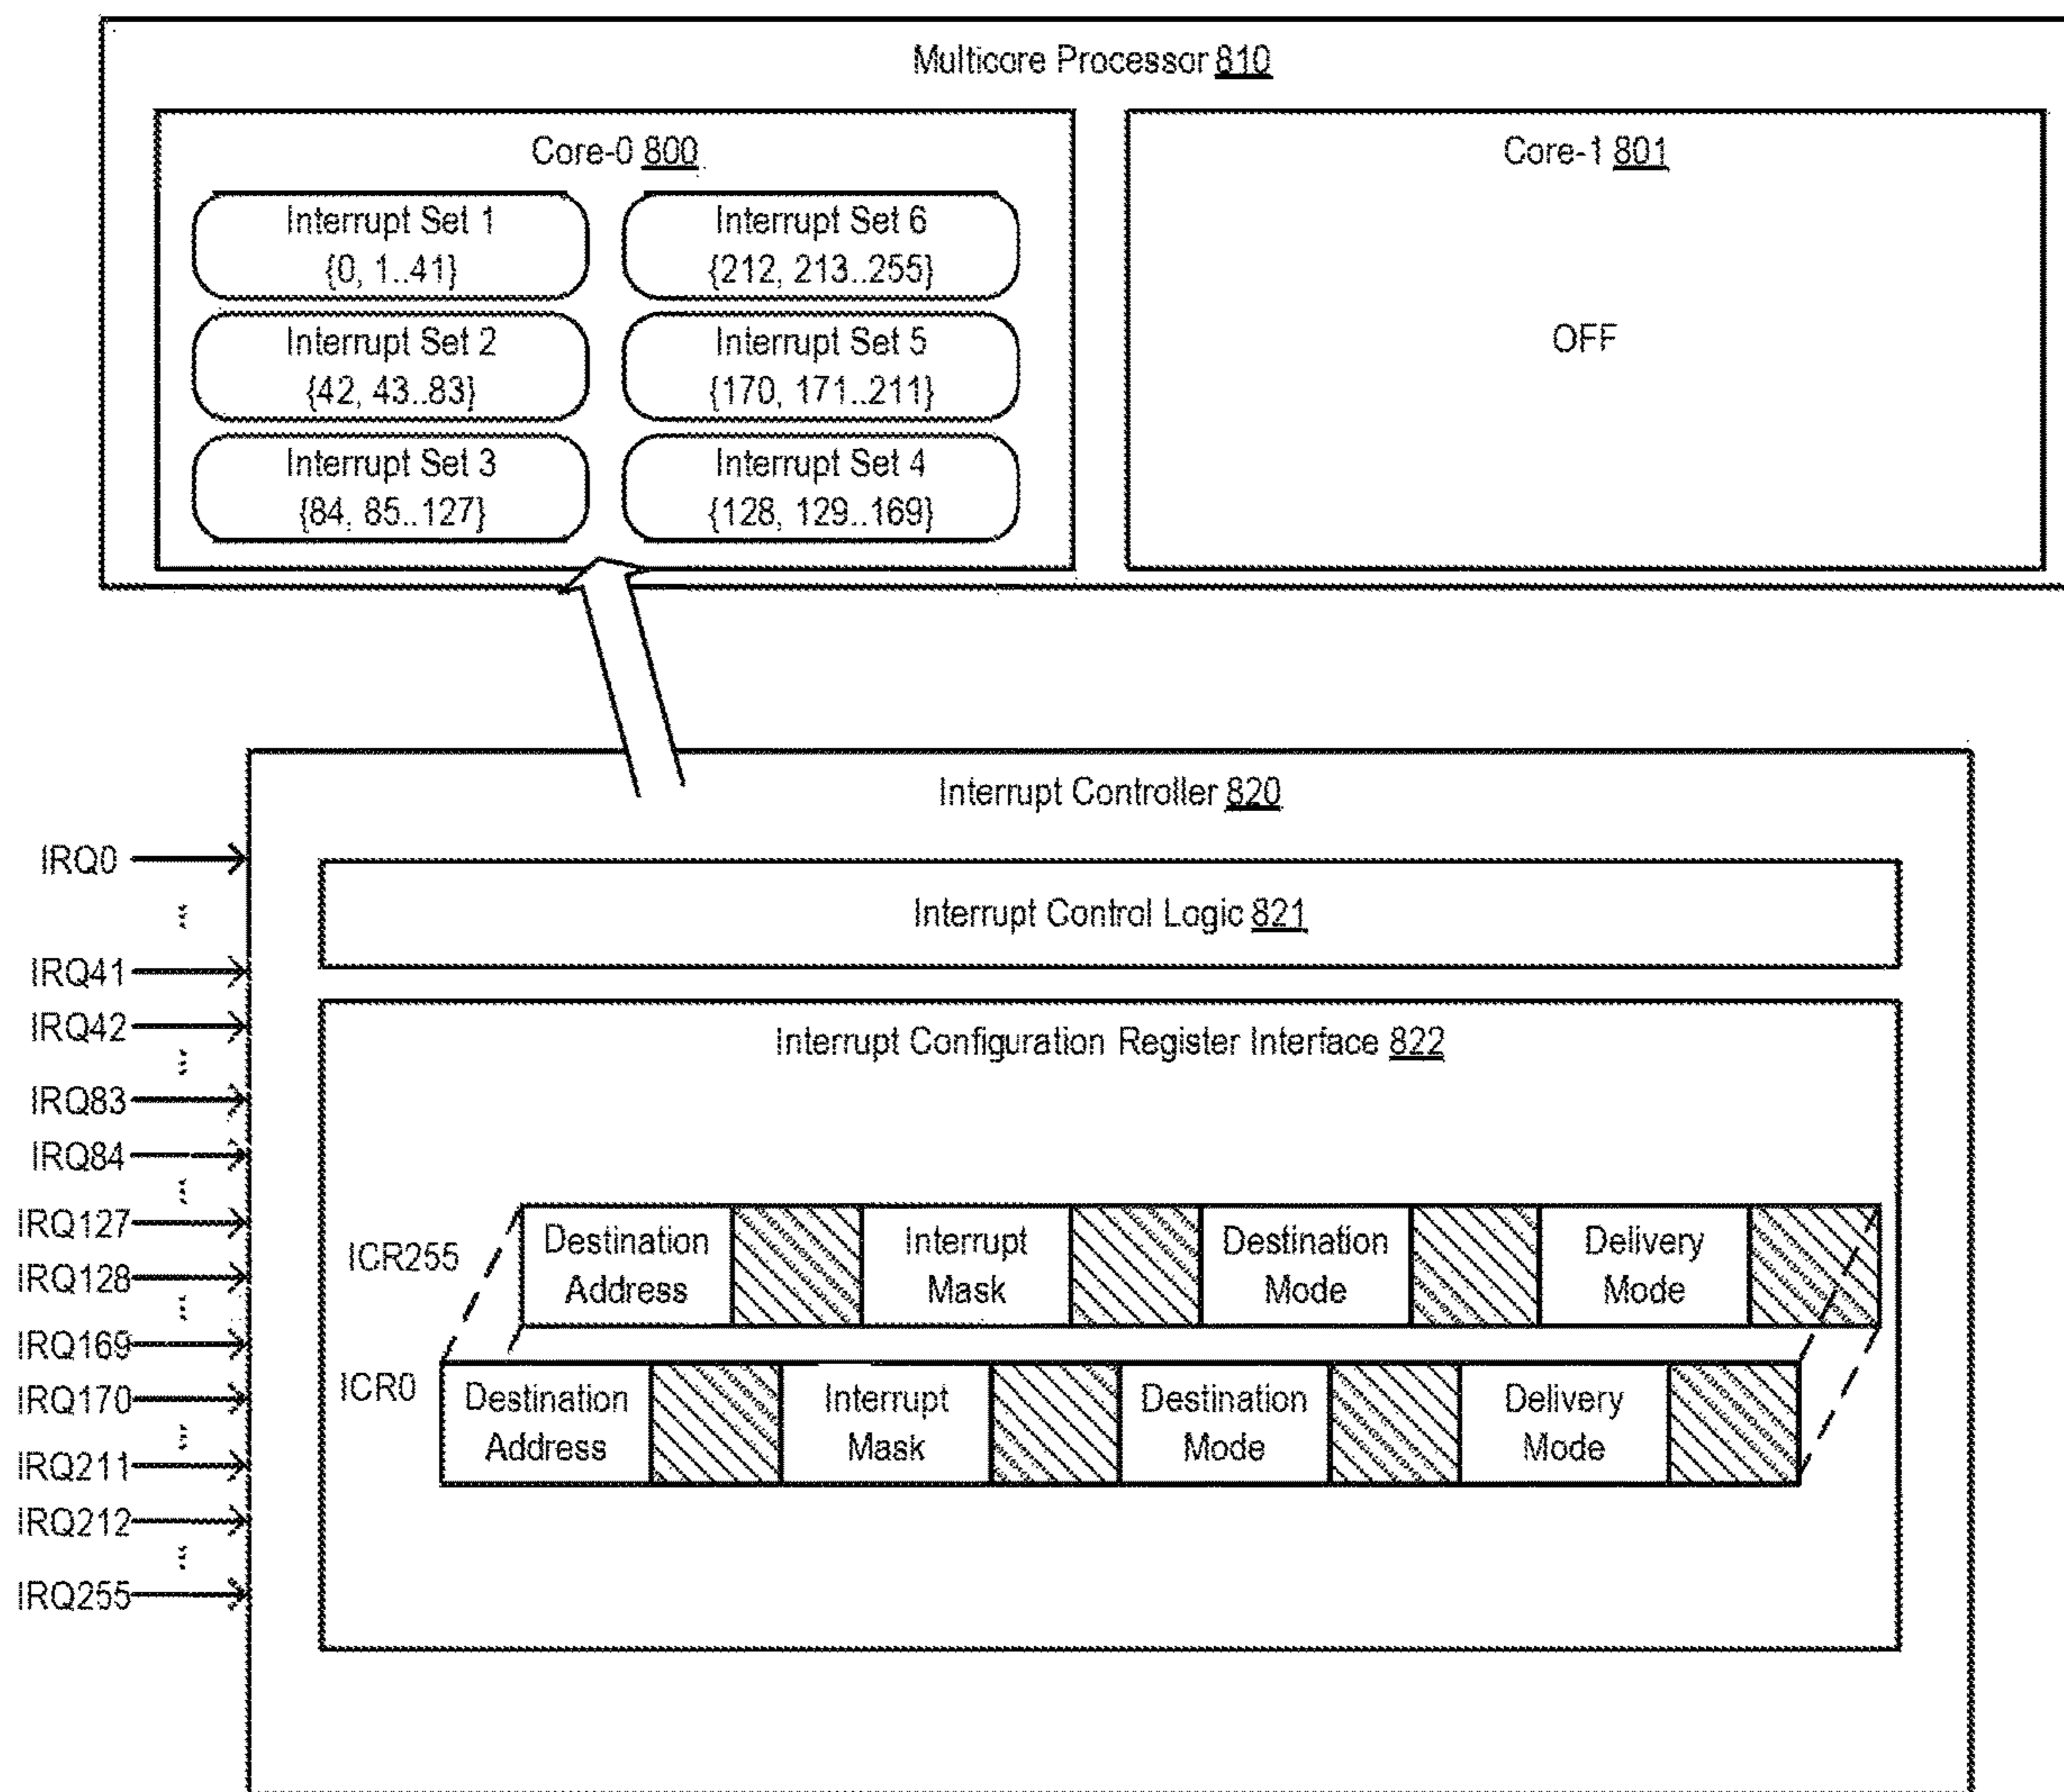 Multicore Processor 810
Core-0 800
Interrupt Set 1
{0, 1..41}
Interrupt Set 6
{212, 213..255}
Interrupt Set 2
{42, 43..83}
Interrupt Set 5
{170, 171..211}
Interrupt Set 3
{84, 85..127}
Interrupt Set 4
{128, 129..169}
Core-1 801
OFF
IRQ0
...
IRQ41
IRQ42
...
IRQ83
IRQ84
...
IRQ127
IRQ128
...
IRQ169
IRQ170
...
IRQ211
IRQ212
...
IRQ255
Interrupt Controller 820
Interrupt Control Logic 821
Interrupt Configuration Register Interface 822
ICR255
Destination
Address
Interrupt
Mask
Destination
Mode
Delivery
Mode
ICR0
Destination
Address
Interrupt
Mask
Destination
Mode
Delivery
Mode